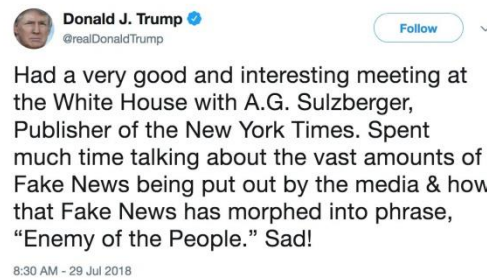 Donald J. Trump
@realDonaldTrump
Follow
Had a very good and interesting meeting at
the White House with A.G. Sulzberger,
Publisher of the New York Times. Spent
much time talking about the vast amounts of
Fake News being put out by the media & how
that Fake News has morphed into phrase,
“Enemy of the People.” Sad!
8:30 AM - 29 Jul 2018